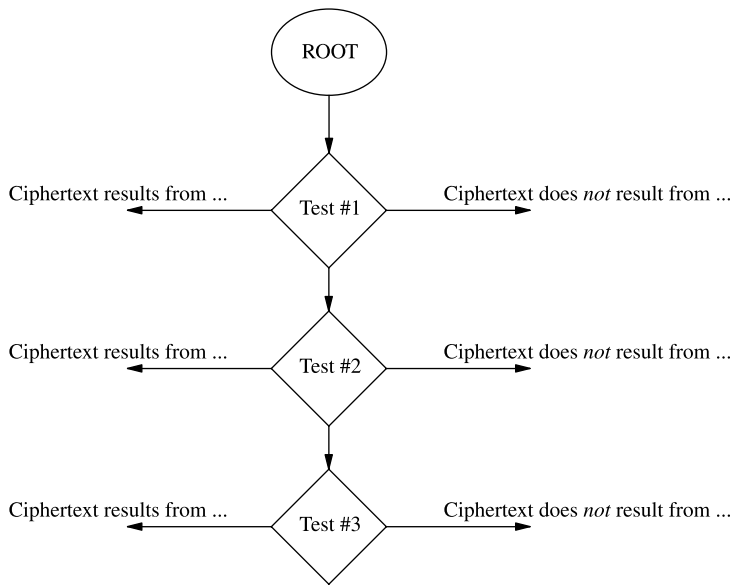 ROOT
Ciphertext results from ...
Test #1
Ciphertext does not result from ...
Ciphertext results from ...
Test #2
Ciphertext does not result from ...
Ciphertext results from ...
Test #3
Ciphertext does not result from ...